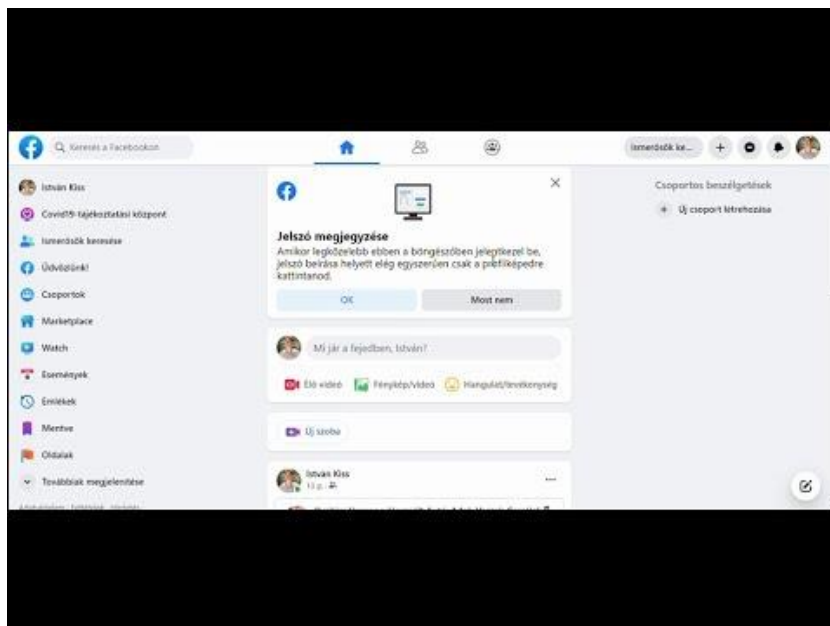 Keresés a Facebookon
Ismerősök ke...
István Kiss
Covid19-tájékoztatási központ
Ismerősök keresése
Üdvözlünk!
Csoportok
Marketplace
Watch
Események
Emlékek
Mentve
Oldalak
Továbbiak megjelenítése
Jelszó megjegyzése
Amikor legközelebb ebben a böngészőben jelentkezel be,
jelszó beírása helyett elég egyszerűen csak a profilképedre
kattintanod.
OK
Most nem
Mi jár a fejedben, István?
Élő videó
Fénykép/videó
Hangulat/tevékenység
Új szoba
István Kiss
Csoportos beszélgetések
Új csoport létrehozása